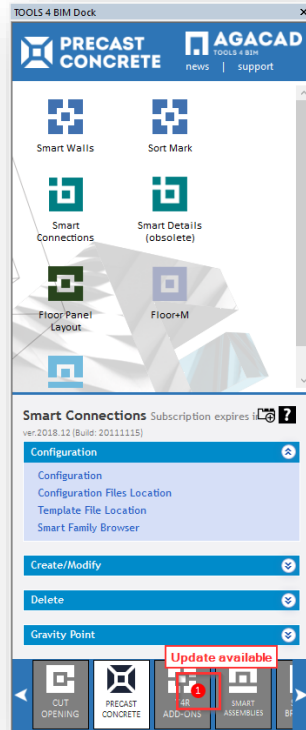 TOOLS 4 BIM Dock
PRECAST
CONCRETE
AGACAD
TOOLS 4 BIM
news | support
Smart Walls
Sort Mark
Smart
Connections
Smart Details
(obsolete)
Floor Panel
Layout
Floor+M
Smart Connections Subscription expires i
?
ver.2018.12 (Build: 20111115)
Configuration
Configuration
Configuration Files Location
Template File Location
Smart Family Browser
Create/Modify
Delete
Gravity Point
Update available
1
CUT
OPENING
PRECAST
CONCRETE
T4R
ADD-ONS
SMART
ASSEMBLIES